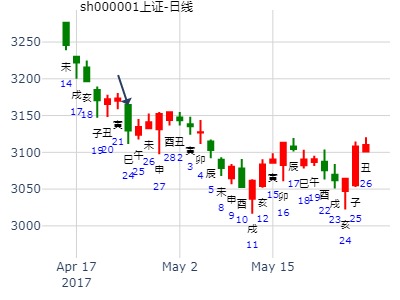 sh000001上证-日线
3250
3200
3150
3100
3050
3000
未
14
戌
17
亥
18
子
19
丑
20
寅
21
巳
24
午
25
未
26
申
27
酉
28
丑
2
寅
3
卯
4
辰
5
未
8
申
9
酉
10
戌
11
亥
12
寅
15
卯
16
辰
17
巳
18
午
19
酉
22
戌
23
亥
24
子
25
丑
26
Apr 17
2017
May 2
May 15